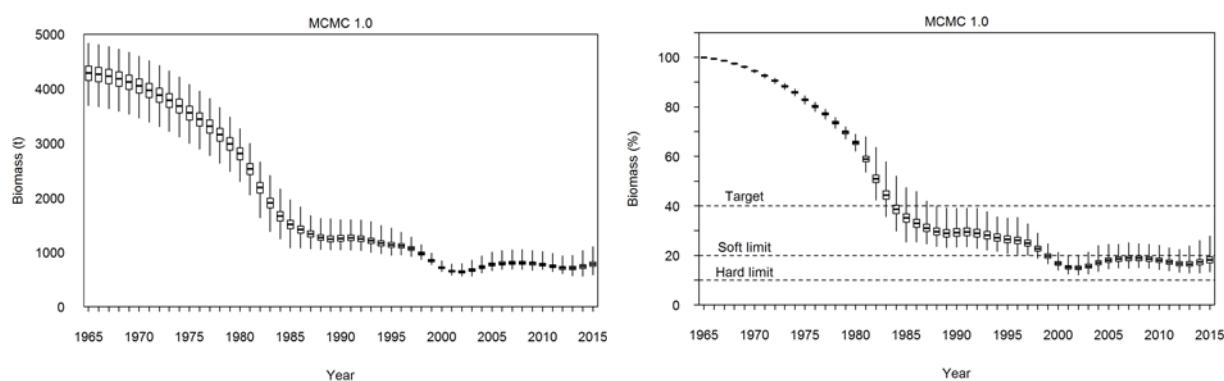 MCMC 1.0
5000
4000
3000
2000
1000
0
Biomass (t)
1965 1970 1975 1980 1985 1990 1995 2000 2005 2010 2015
Year
MCMC 1.0
100
80
60
40
20
0
Biomass (%)
Target
Soft limit
Hard limit
1965 1970 1975 1980 1985 1990 1995 2000 2005 2010 2015
Year